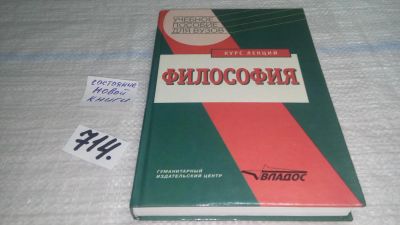 УЧЕБНОЕ
ПОСОБИЕ
ДЛЯ ВУЗОВ
КУРС ЛЕКЦИЙ
ФИЛОСОФИЯ
ГУМАНИТАРНЫЙ
ИЗДАТЕЛЬСКИЙ ЦЕНТР
ВЛАДОС
состояние
новой
книги
714.